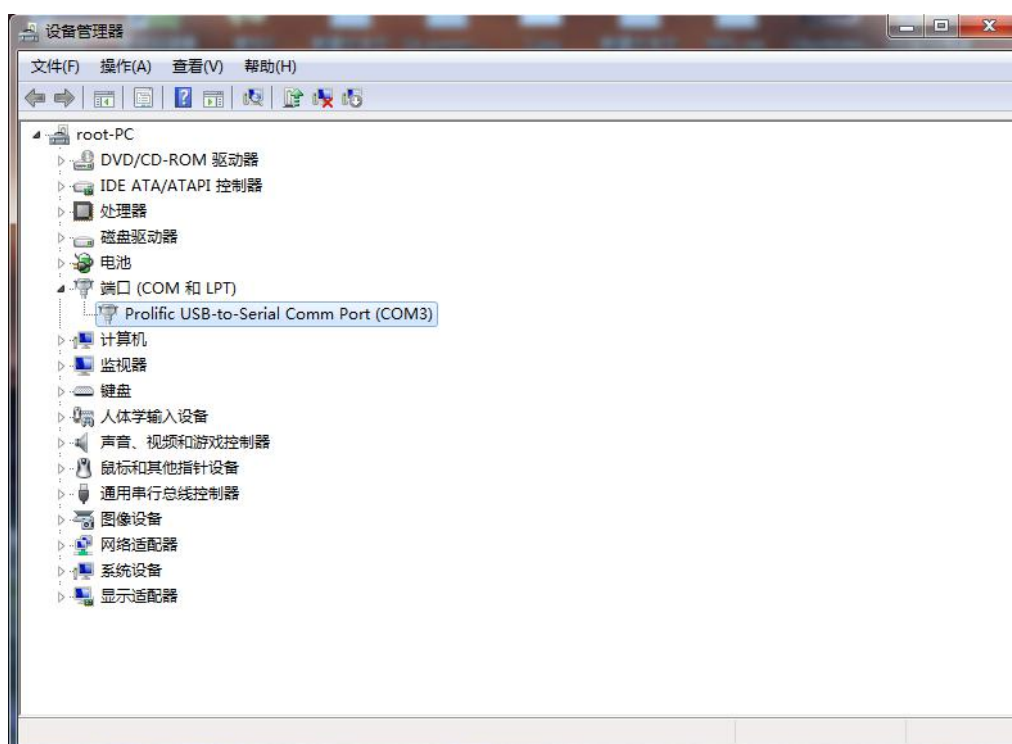 设备管理器
文件(F) 操作(A) 查看(V) 帮助(H)
root-PC
DVD/CD-ROM 驱动器
IDE ATA/ATAPI 控制器
处理器
磁盘驱动器
电池
端口 (COM 和 LPT)
Prolific USB-to-Serial Comm Port (COM3)
计算机
监视器
键盘
人体学输入设备
声音、视频和游戏控制器
鼠标和其他指针设备
通用串行总线控制器
图像设备
网络适配器
系统设备
显示适配器